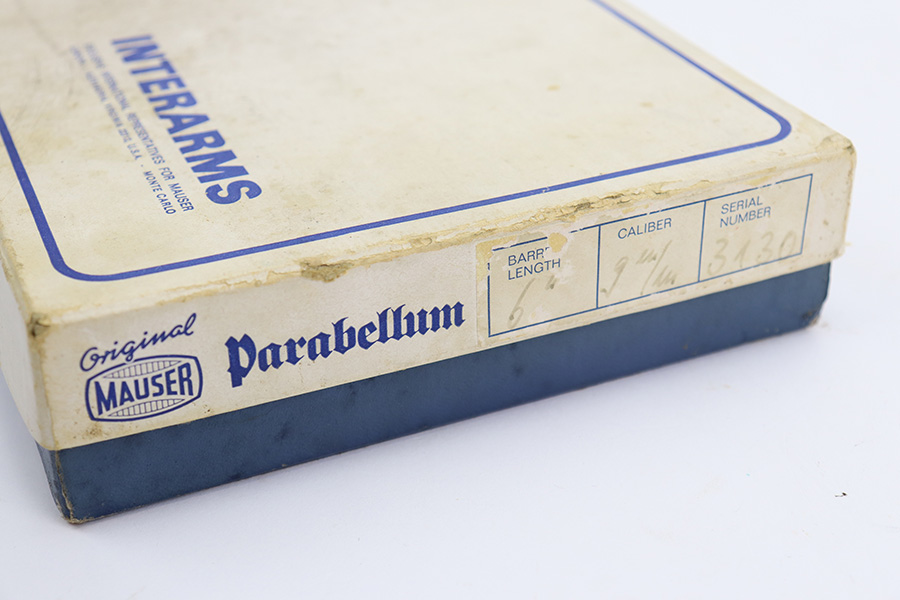 INTERARMS
EXCLUSIVE INTERNATIONAL REPRESENTATIVES FOR MAUSER
ALEXANDRIA, VIRGINIA 22313, U.S.A. - MONTE CARLO
Original
MAUSER
Parabellum
BARR
LENGTH
6"
CALIBER
9 m/m
SERIAL
NUMBER
3130